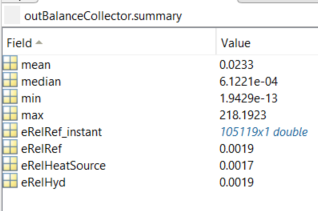 outBalanceCollector.summary
Field Value
mean 0.0233
median 6.1221e-04
min 1.9429e-13
max 218.1923
eRelRef_instant 105119x1 double
eRelRef 0.0019
eRelHeatSource 0.0017
eRelHyd 0.0019